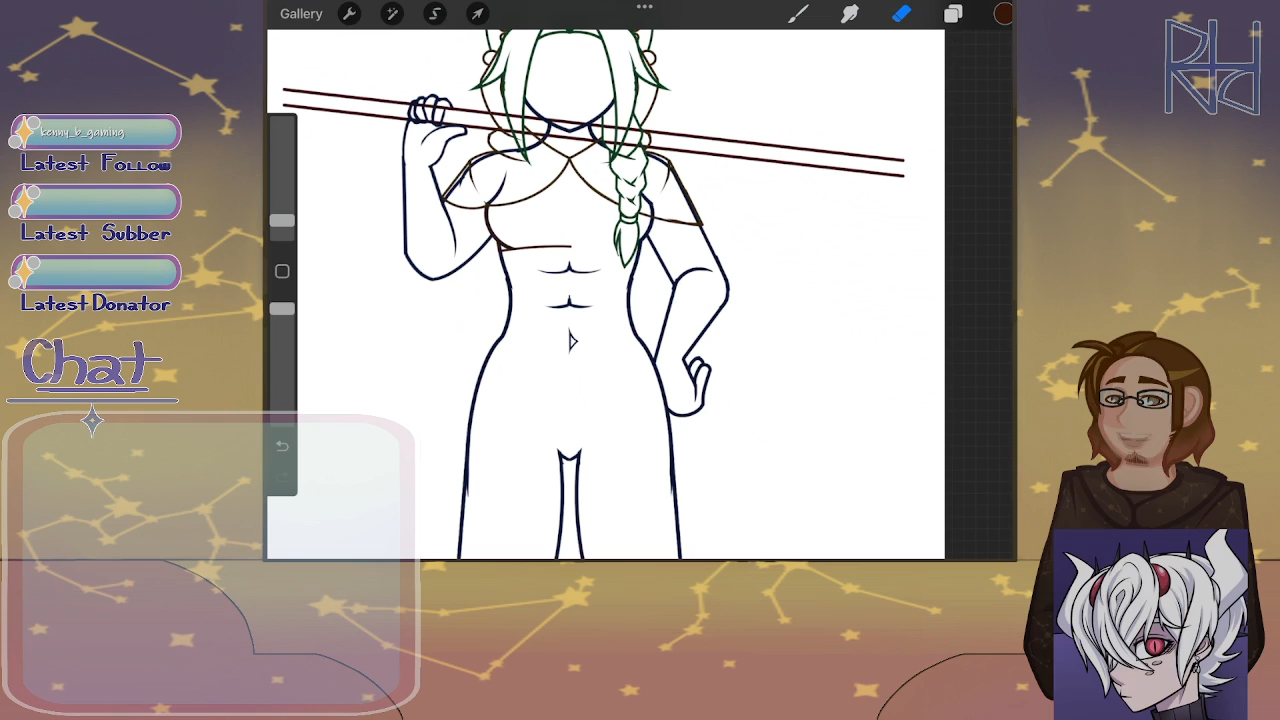 Gallery
kenny_b_gaming
Latest Follow
Latest Subber
Latest Donator
Chat